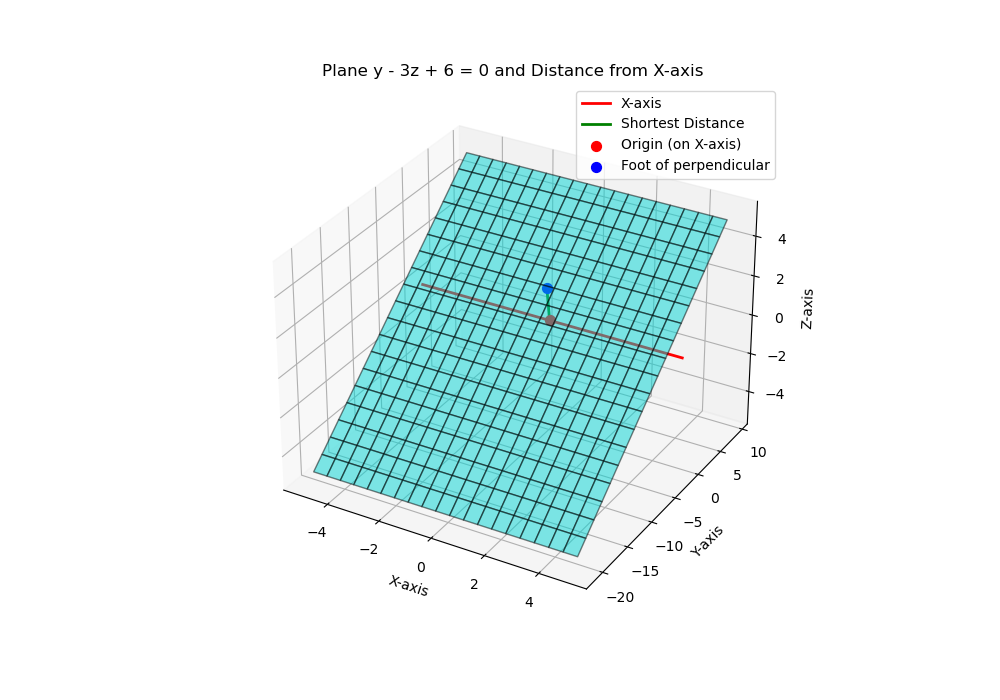 Plane y - 3z + 6 = 0 and Distance from X-axis
X-axis
Shortest Distance
Origin (on X-axis)
Foot of perpendicular
4
2
0
−2
−4
Z-axis
10
5
0
−5
−10
−15
−20
Y-axis
−4
−2
0
2
4
X-axis